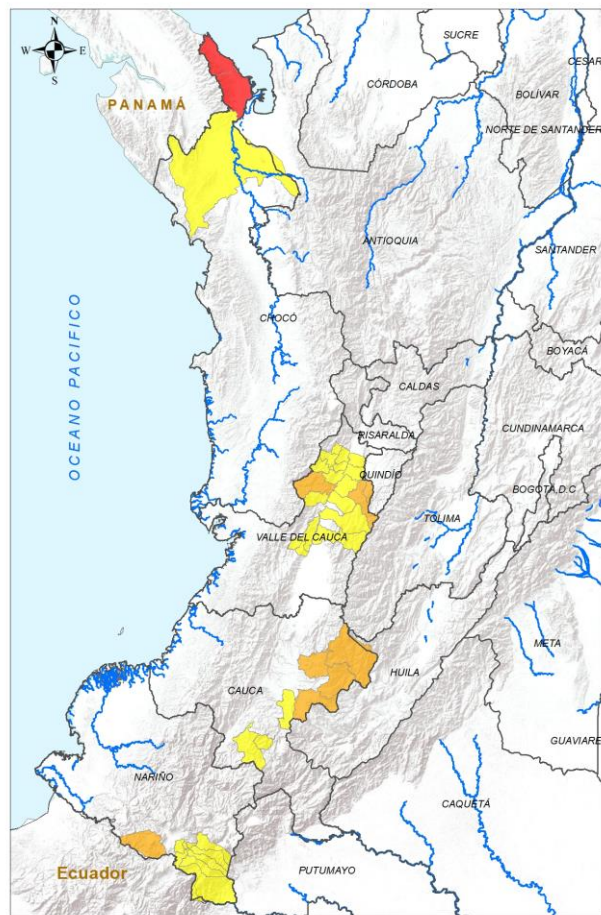 N
W E
S
SUCRE
CESAR
CÓRDOBA
BOLÍVAR
PANAMÁ
NORTE DE SANTANDER
ANTIOQUIA
SANTANDER
OCEANO PACIFICO
CHOCÓ
BOYACÁ
CALDAS
CUNDINAMARCA
RISARALDA
QUINDÍO
BOGOTÁ D.C
TOLIMA
VALLE DEL CAUCA
META
HUILA
CAUCA
GUAVIARE
NARIÑO
CAQUETÁ
Ecuador
PUTUMAYO